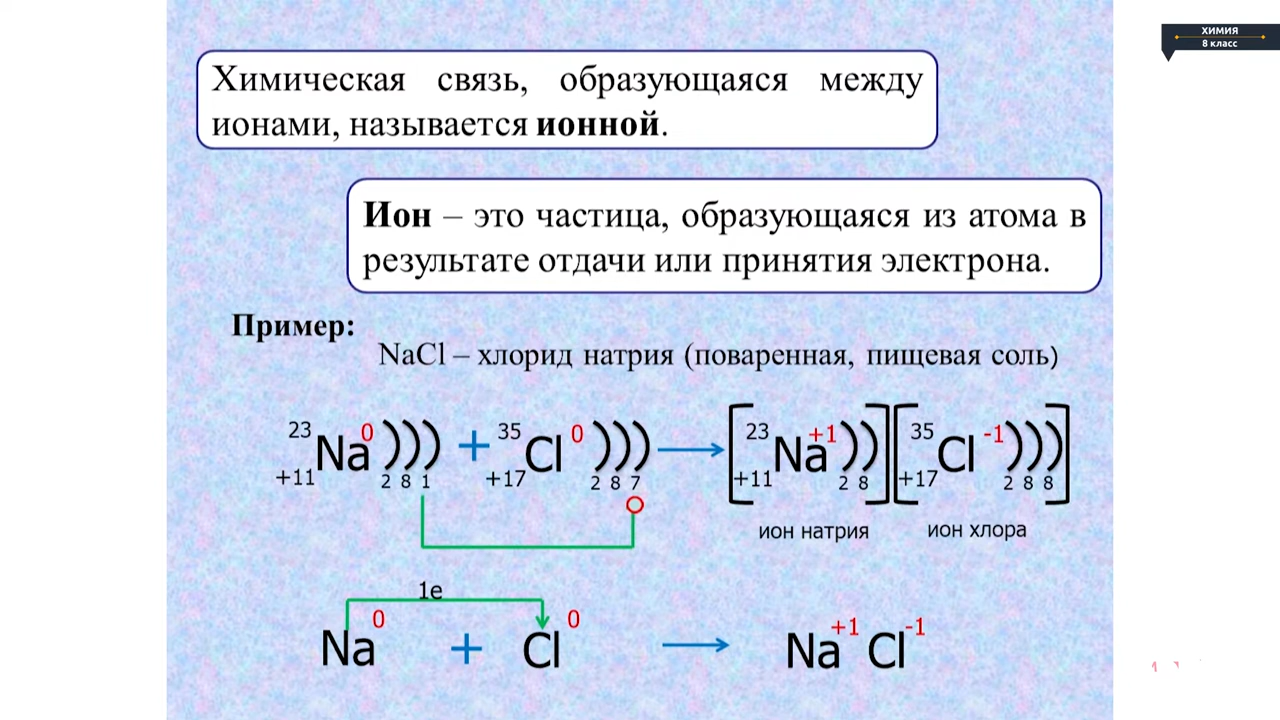 ХИМИЯ
8 класс
Химическая связь, образующаяся между
ионами, называется ионной.
Ион – это частица, образующаяся из атома в
результате отдачи или принятия электрона.
Пример:
NaCl – хлорид натрия (поваренная, пищевая соль)
23 Na 0 ))) + 35 Cl 0 ))) → [23 Na +1 ))] [35 Cl -1 )))]
+11 2 8 1 +17 2 8 7 +11 2 8 +17 2 8 8
ион натрия ион хлора
1e
Na 0 + Cl 0 → Na +1 Cl -1